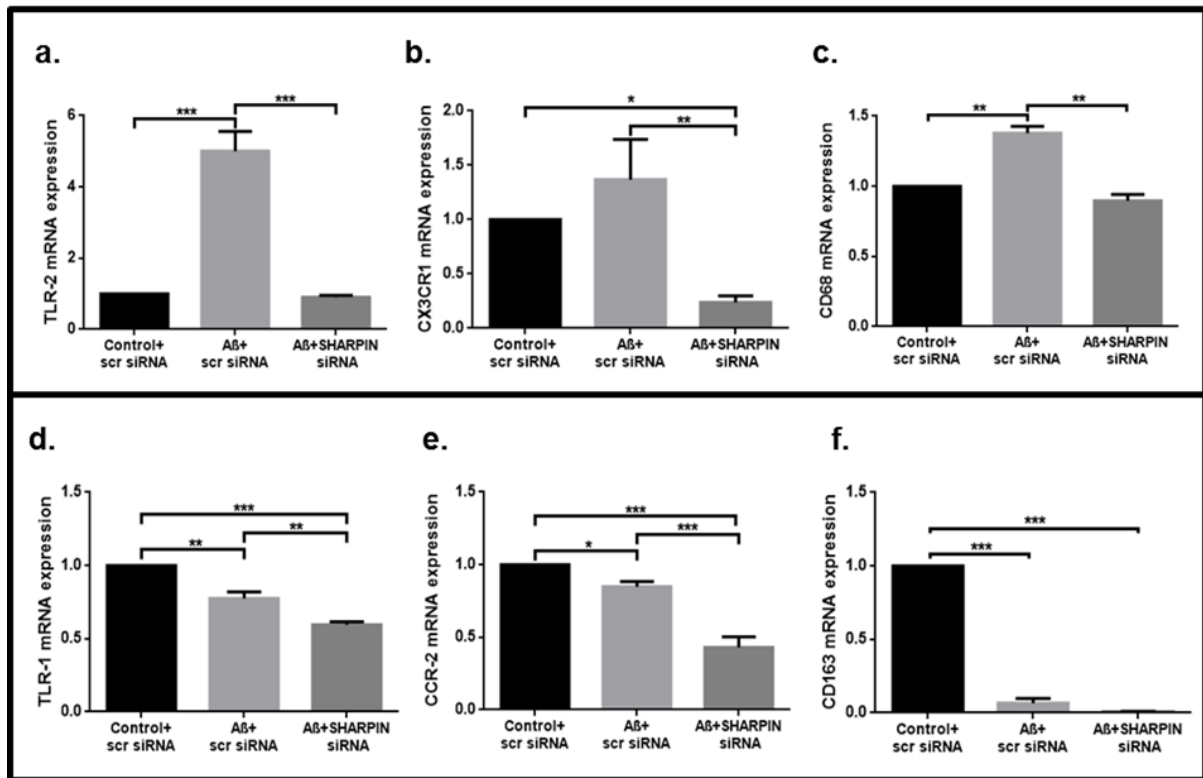 a.
TLR-2 mRNA expression
6
4
2
0
***
***
Control+
scr siRNA
Aß+
scr siRNA
Aß+SHARPIN
siRNA
b.
CX3CR1 mRNA expression
2.0
1.5
1.0
0.5
0.0
*
**
Control+
scr siRNA
Aß+
scr siRNA
Aß+SHARPIN
siRNA
c.
CD68 mRNA expression
1.5
1.0
0.5
0.0
**
**
Control+
scr siRNA
Aß+
scr siRNA
Aß+SHARPIN
siRNA
d.
TLR-1 mRNA expression
1.5
1.0
0.5
0.0
***
**
**
Control+
scr siRNA
Aß+
scr siRNA
Aß+SHARPIN
siRNA
e.
CCR-2 mRNA expression
1.5
1.0
0.5
0.0
***
***
*
Control+
scr siRNA
Aß+
scr siRNA
Aß+SHARPIN
siRNA
f.
CD163 mRNA expression
1.5
1.0
0.5
0.0
***
***
Control+
scr siRNA
Aß+
scr siRNA
Aß+SHARPIN
siRNA